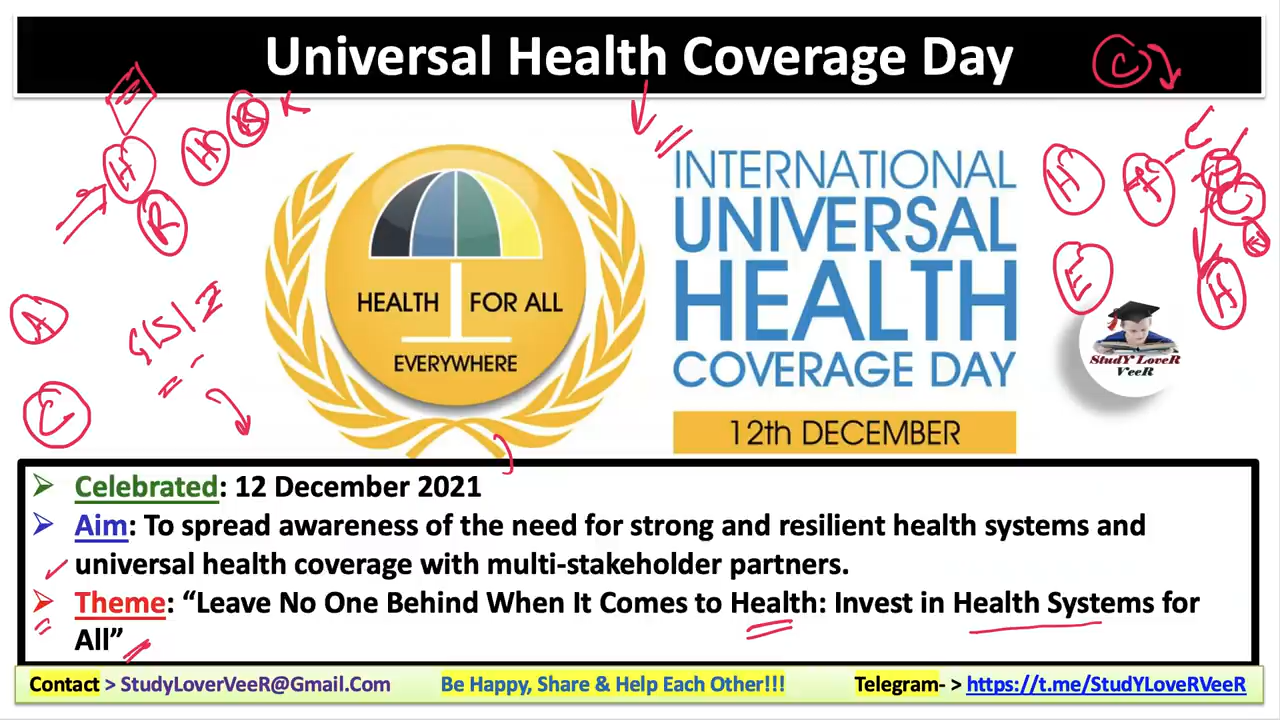 Universal Health Coverage Day
C
H
H
K
K
R
H
E
H
A
C
HEALTH FOR ALL
EVERYWHERE
INTERNATIONAL
UNIVERSAL
HEALTH
COVERAGE DAY
12th DECEMBER
StudY LoveR
VeeR
➢ Celebrated: 12 December 2021
➢ Aim: To spread awareness of the need for strong and resilient health systems and
universal health coverage with multi-stakeholder partners.
➢ Theme: “Leave No One Behind When It Comes to Health: Invest in Health Systems for
All”
Contact > StudyLoverVeeR@Gmail.Com Be Happy, Share & Help Each Other!!! Telegram- > https://t.me/StudYLoveRVeeR